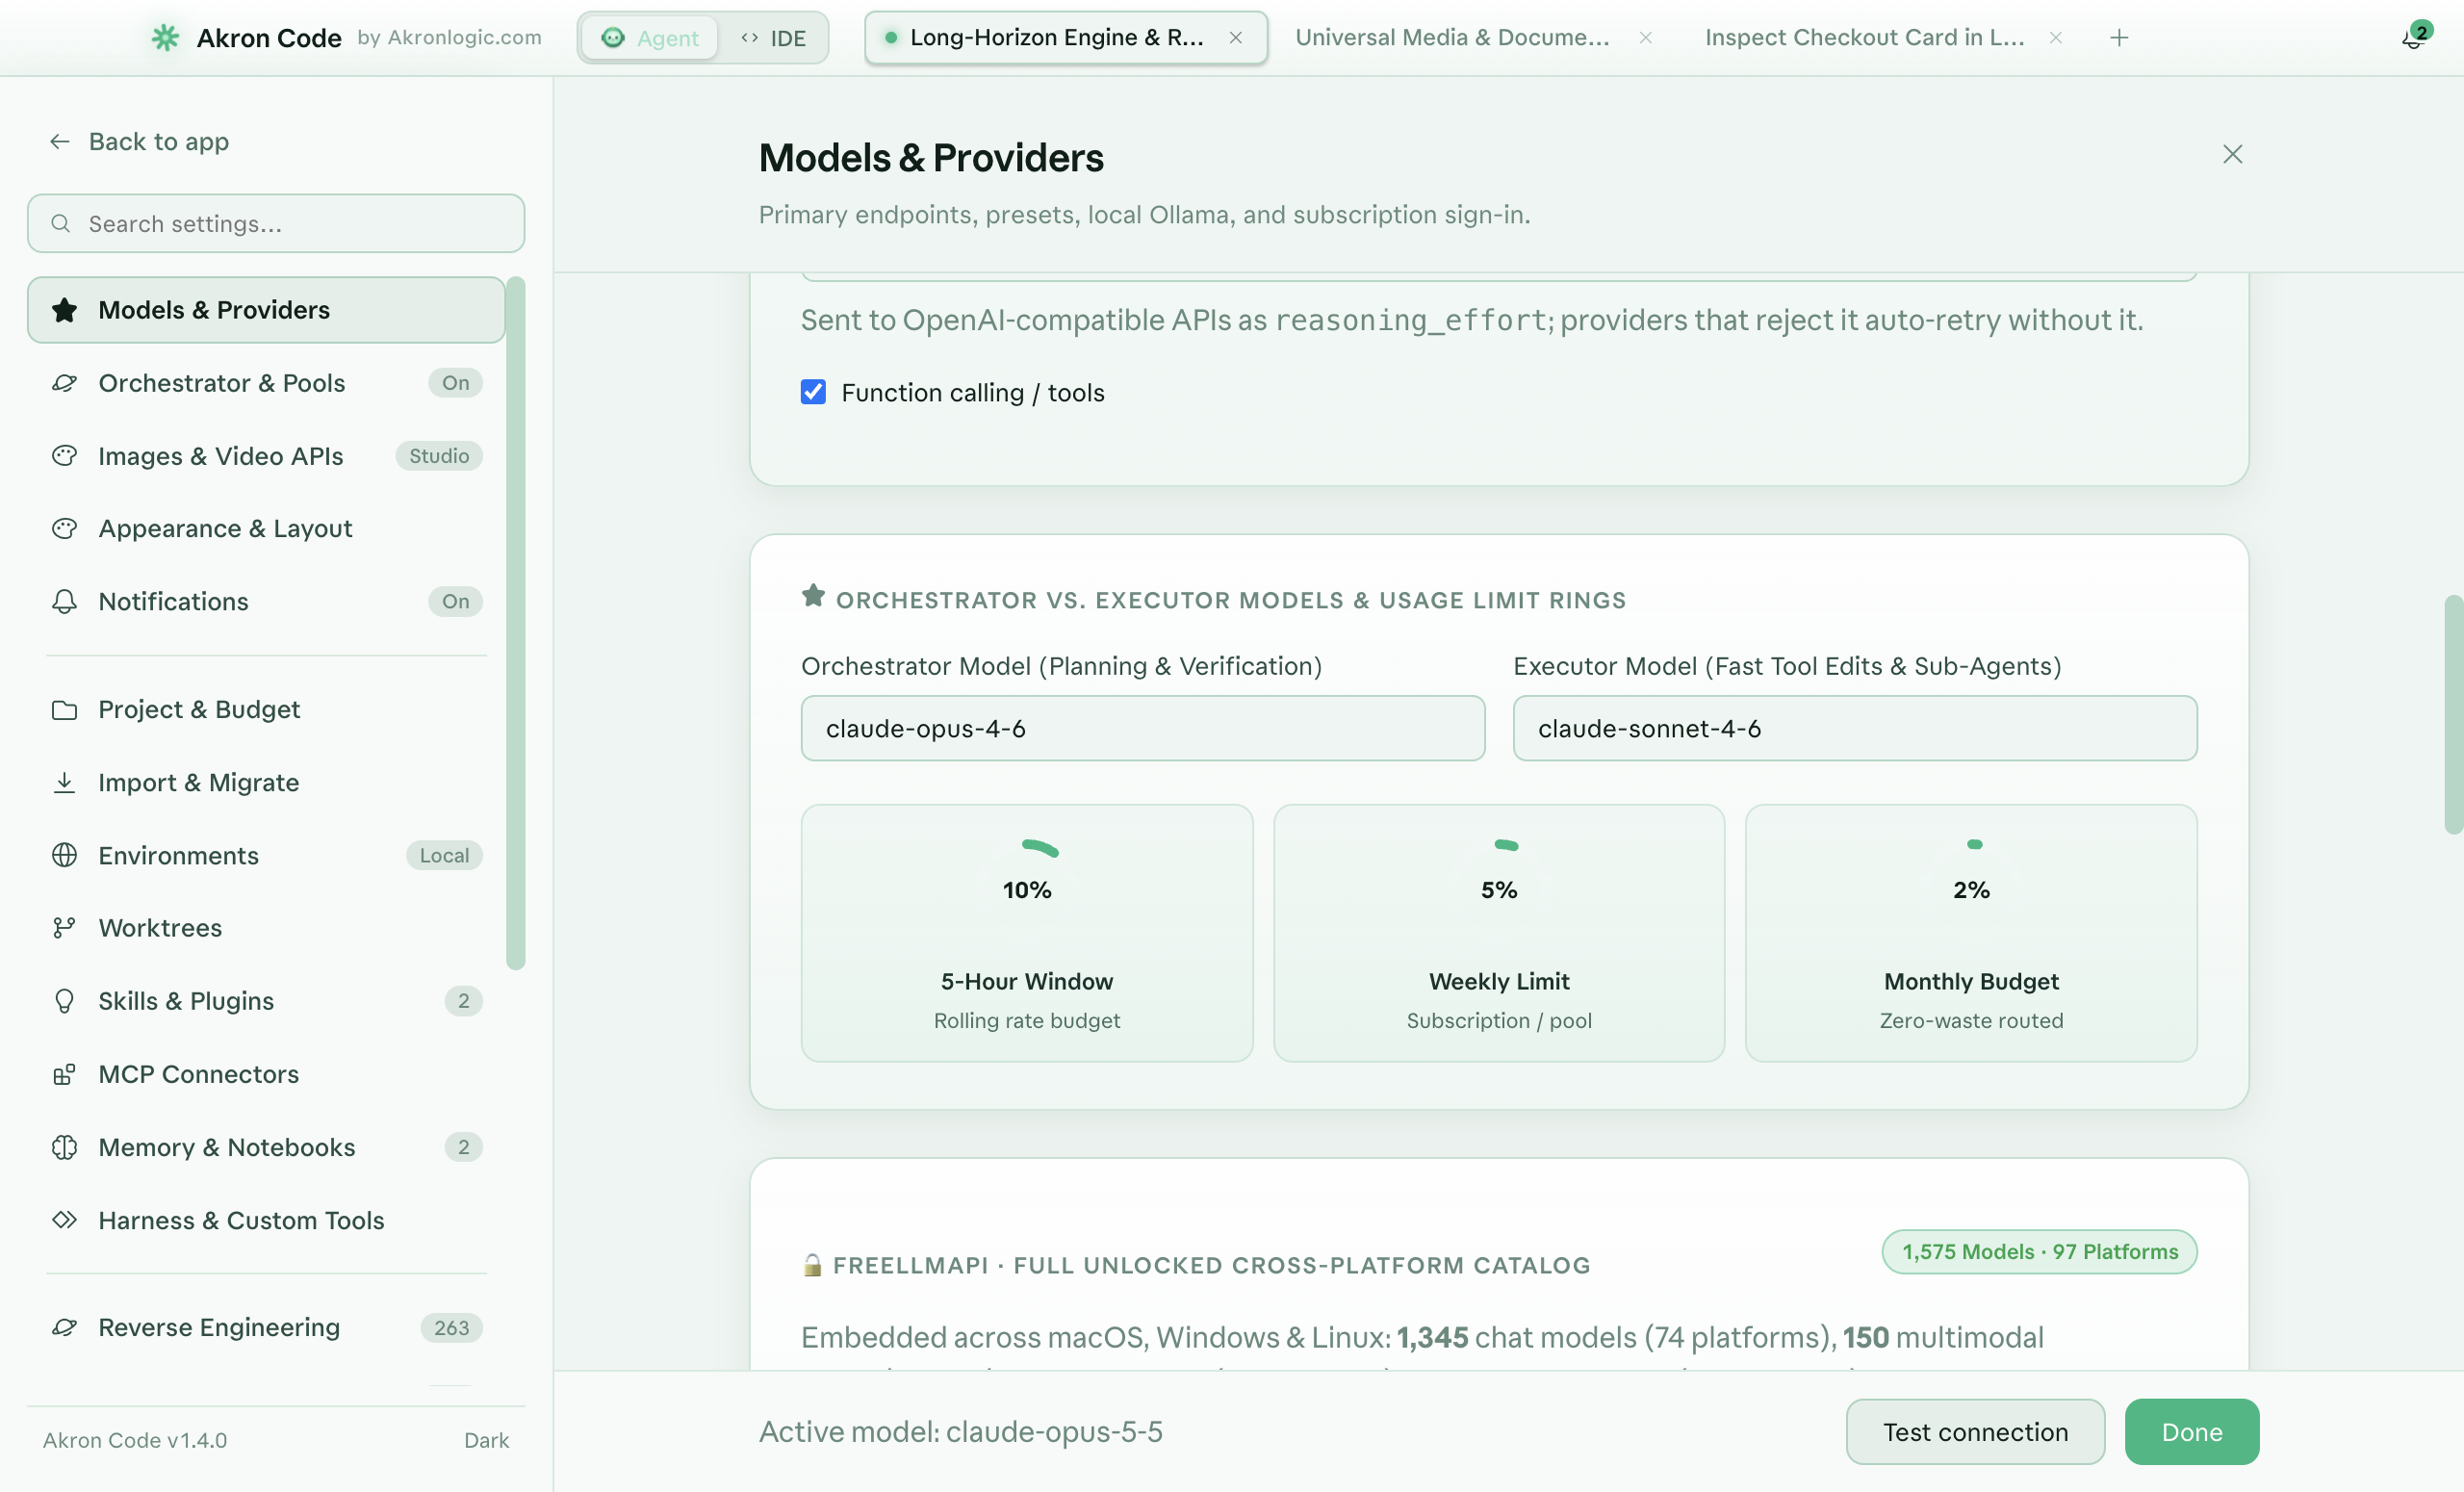 Akron Code by Akronlogic.com
Agent
IDE
Long-Horizon Engine & R...
Universal Media & Docume...
Inspect Checkout Card in L...
2
Back to app
Search settings...
Models & Providers
Orchestrator & Pools On
Images & Video APIs Studio
Appearance & Layout
Notifications On
Project & Budget
Import & Migrate
Environments Local
Worktrees
Skills & Plugins 2
MCP Connectors
Memory & Notebooks 2
Harness & Custom Tools
Reverse Engineering 263
Akron Code v1.4.0 Dark
Models & Providers
Primary endpoints, presets, local Ollama, and subscription sign-in.
Sent to OpenAI-compatible APIs as reasoning_effort; providers that reject it auto-retry without it.
Function calling / tools
ORCHESTRATOR VS. EXECUTOR MODELS & USAGE LIMIT RINGS
Orchestrator Model (Planning & Verification)
claude-opus-4-6
Executor Model (Fast Tool Edits & Sub-Agents)
claude-sonnet-4-6
10%
5-Hour Window
Rolling rate budget
5%
Weekly Limit
Subscription / pool
2%
Monthly Budget
Zero-waste routed
FREELLMAPI · FULL UNLOCKED CROSS-PLATFORM CATALOG
1,575 Models · 97 Platforms
Embedded across macOS, Windows & Linux: 1,345 chat models (74 platforms), 150 multimodal
Active model: claude-opus-5-5
Test connection
Done